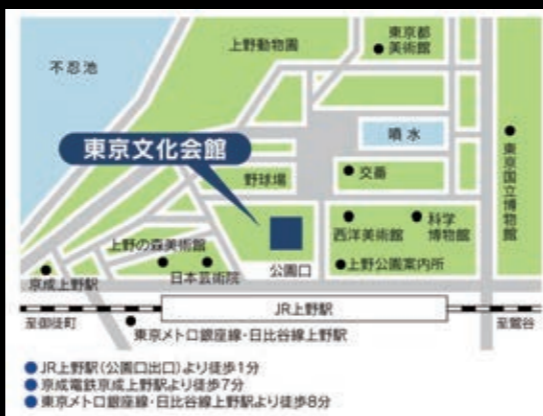 上野動物園
東京都
美術館
不忍池
噴水
東京文化会館
野球場
交番
東京国立博物館
西洋美術館
科学
博物館
上野の森美術館
日本芸術院
公園口
上野公園案内所
京成上野駅
JR上野駅
至御徒町
至鶯谷
東京メトロ銀座線・日比谷線上野駅
●JR上野駅(公園口出口)より徒歩1分
●京成電鉄京成上野駅より徒歩7分
●東京メトロ銀座線・日比谷線上野駅より徒歩8分